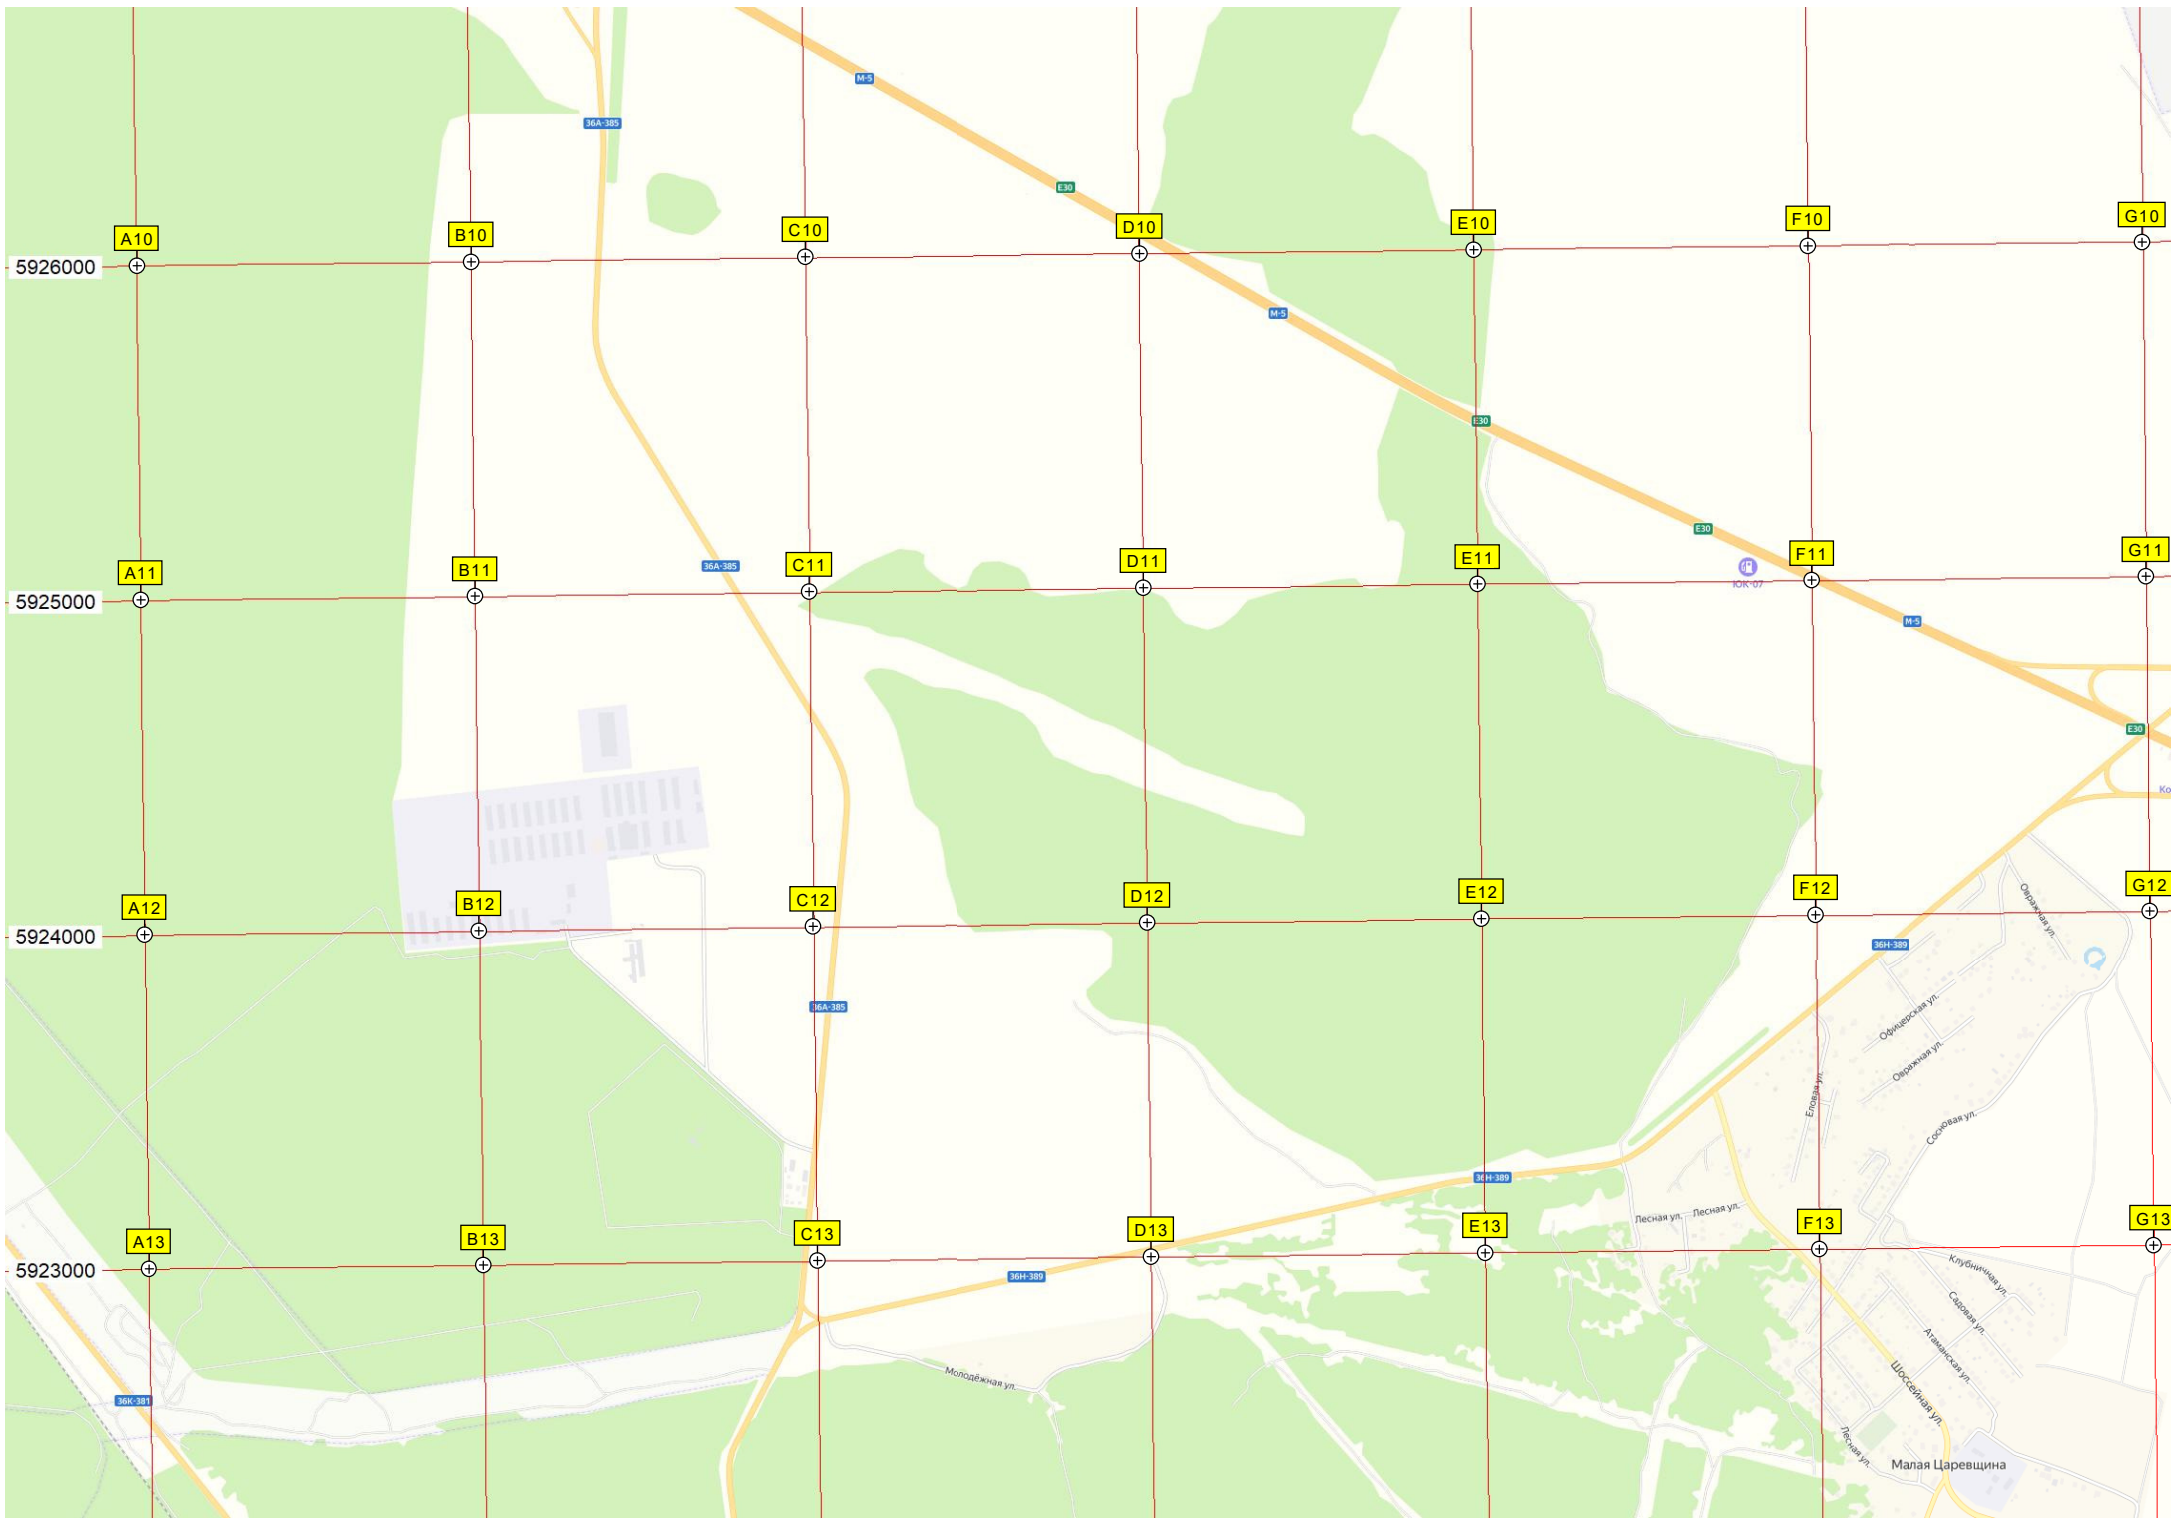 М-5
36А-385
E30
A10
B10
C10
D10
E10
F10
G10
5926000
М-5
E30
E30
36А-385
A11
B11
C11
D11
E11
F11
G11
ЮК-07
5925000
М-5
E30
Ко
A12
B12
C12
D12
E12
F12
G12
5924000
Овражная ул.
36Н-389
36А-385
Офицерская ул.
Овражная ул.
Еловая ул.
Сосновая ул.
36Н-389
Лесная ул.
Лесная ул.
A13
B13
C13
D13
E13
F13
G13
5923000
36Н-389
Клубничная ул.
Садовая ул.
Атаманская ул.
Молодёжная ул.
Шоссейная ул.
36К-381
Лесная ул.
Малая Царевщина